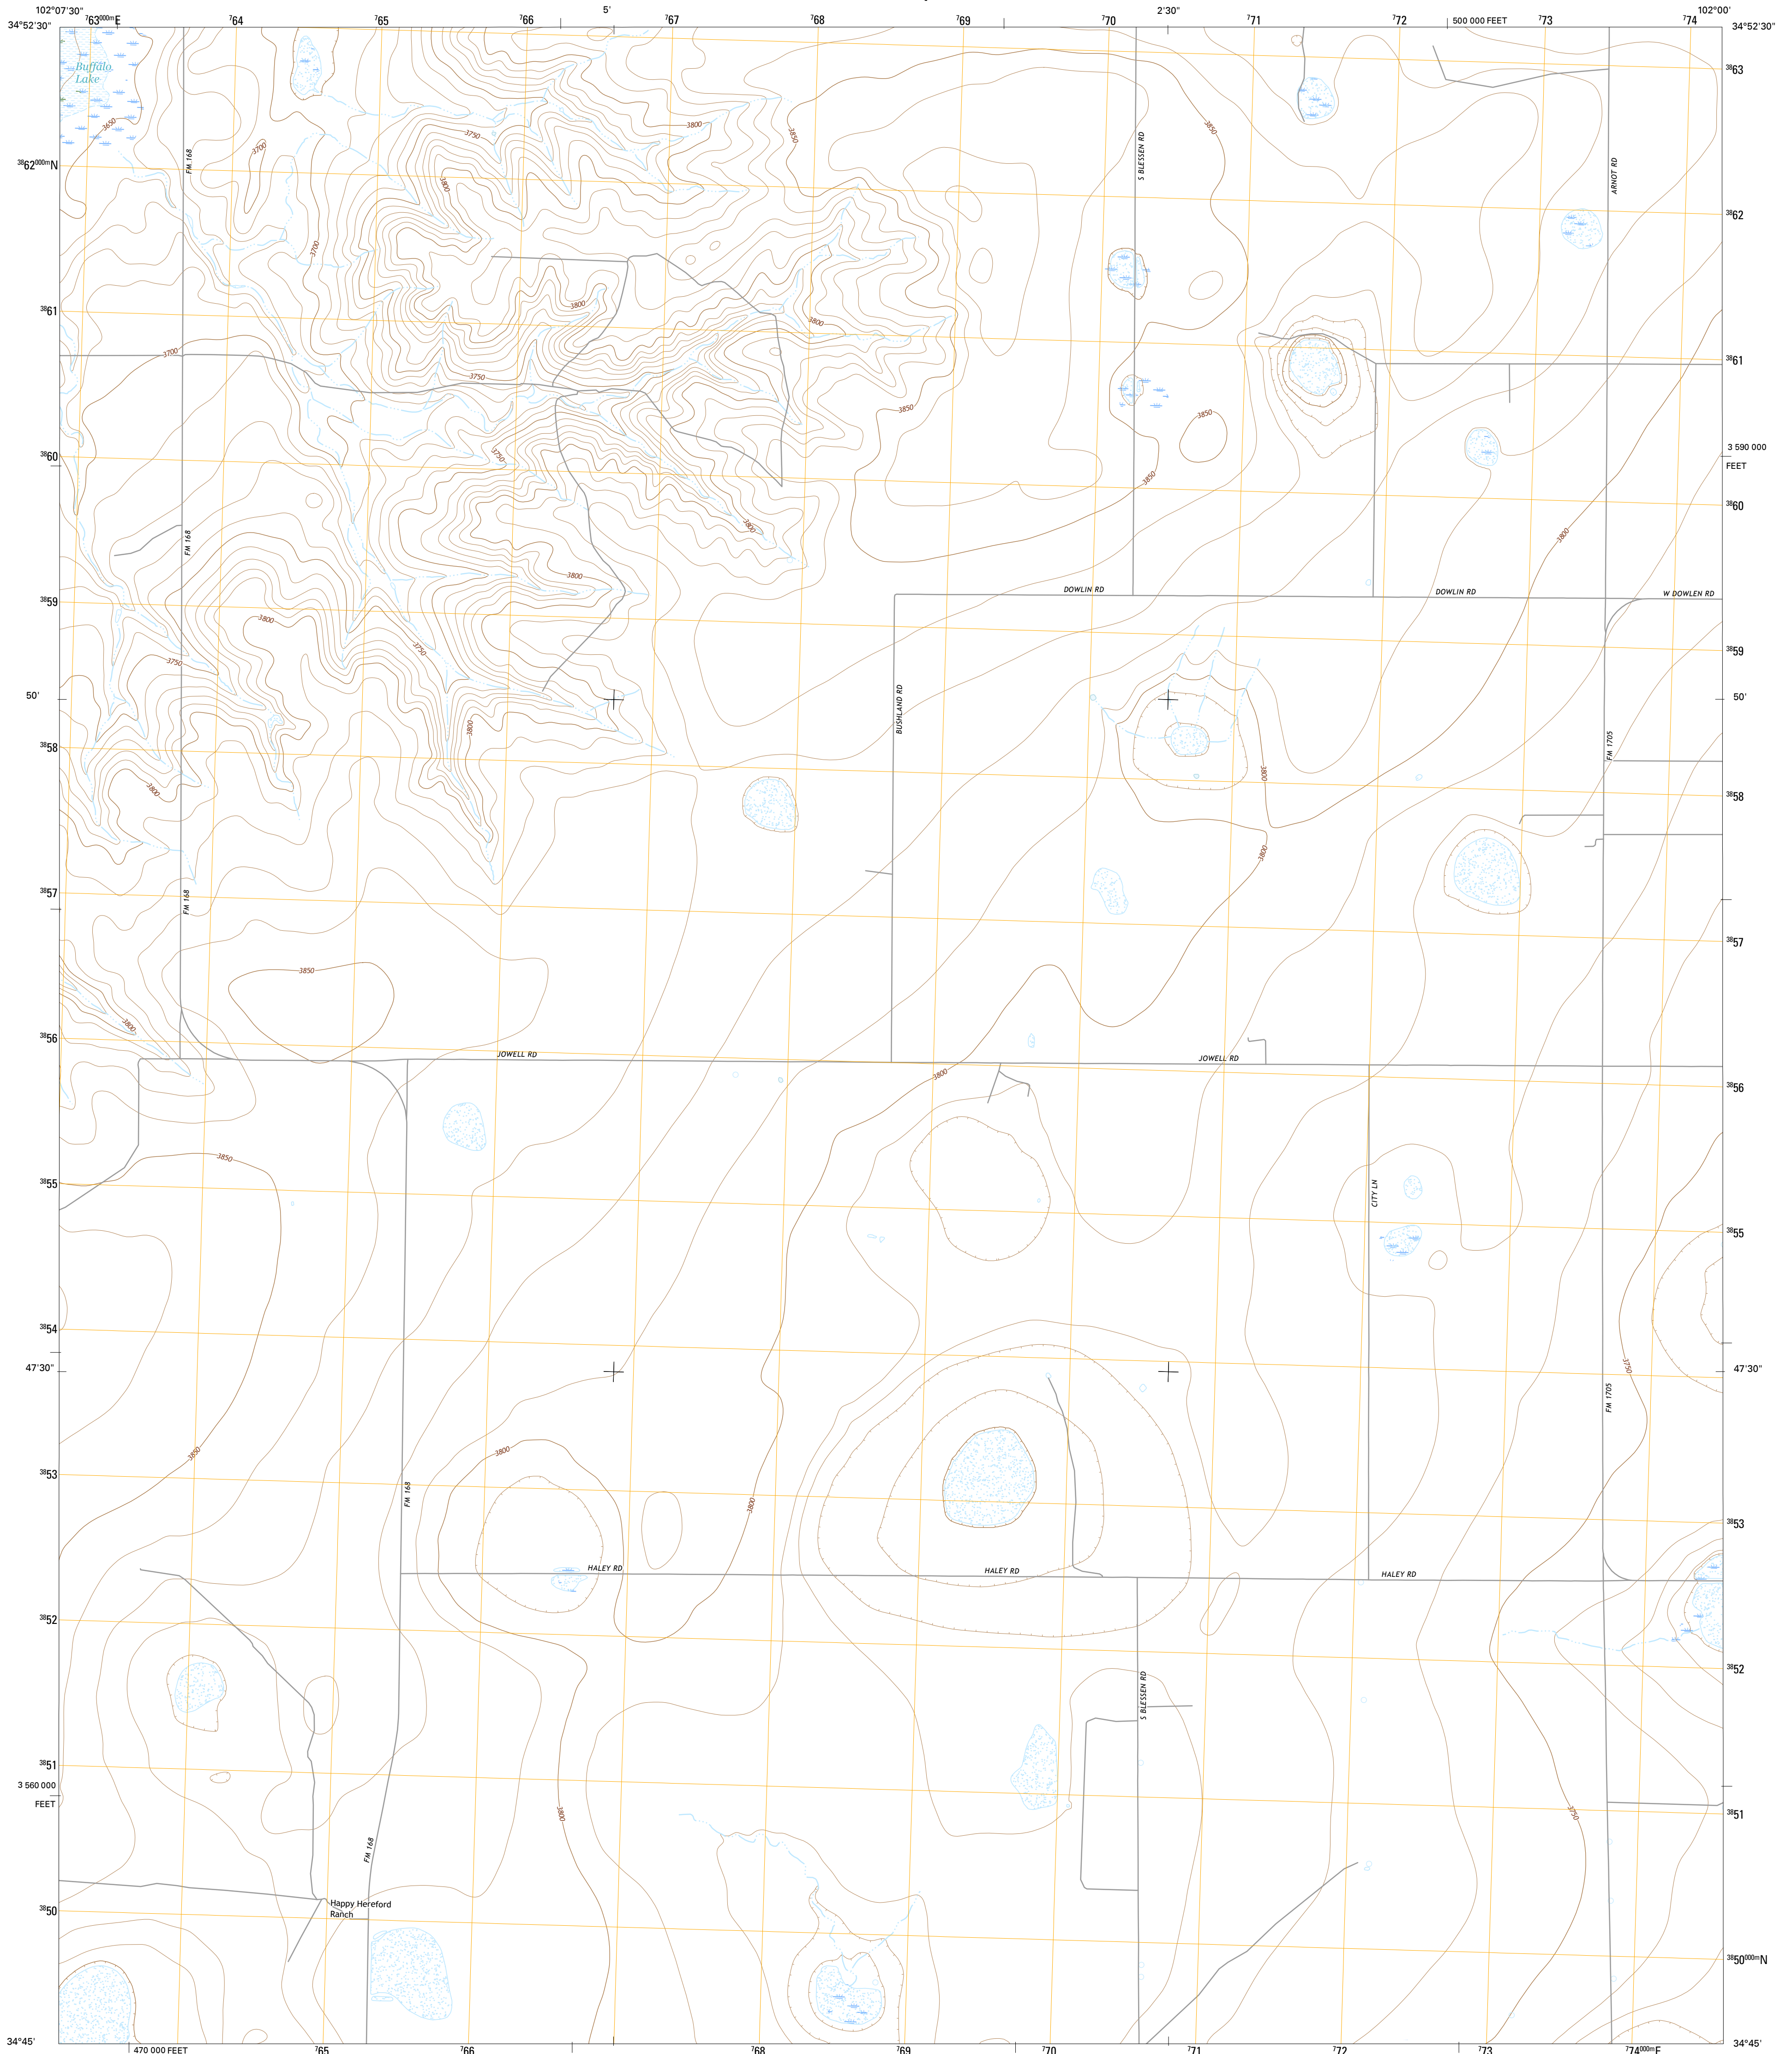 102°07'30" 5' 2'30" 102°00'
⁷63⁰⁰⁰ᵐE ⁷64 ⁷65 ⁷66 ⁷67 ⁷68 ⁷69 ⁷70 ⁷71 ⁷72 500 000 FEET ⁷73 ⁷74
34°52'30" 34°52'30"
Buffalo
Lake
³⁸63
3650
3750
3800
3850
3850
3700
FM 168
S BLESSEN RD
ARNOT RD
³⁸62⁰⁰⁰ᵐN
3800
³⁸62
3700
3800
³⁸61
3800
3700
³⁸61
3750
3850
3850
3 590 000
FEET
³⁸60
3750
3850
³⁸60
3800
FM 168
3800
3800
DOWLIN RD
DOWLIN RD
W DOWLEN RD
³⁸59
3800
3750
3750
³⁸59
50'
BUSHLAND RD
50'
3800
³⁸58
FM 1705
3800
3800
³⁸58
3800
³⁸57
FM 168
³⁸57
3850
3800
³⁸56
JOWELL RD
JOWELL RD
3800
³⁸56
3850
³⁸55
CITY LN
³⁸55
³⁸54
47'30"
3750
47'30"
FM 1705
3850
3800
³⁸53
FM 168
3800
³⁸53
HALEY RD
HALEY RD
HALEY RD
³⁸52
³⁸52
S BLESSEN RD
³⁸51
3 560 000
FEET
3800
3750
³⁸51
FM 168
Happy Hereford
Ranch
³⁸50
³⁸50⁰⁰⁰ᵐN
34°45' 34°45'
470 000 FEET ⁷65 ⁷66 ⁷68 ⁷69 ⁷70 ⁷71 ⁷72 ⁷73 ⁷74⁰⁰⁰ᵐE